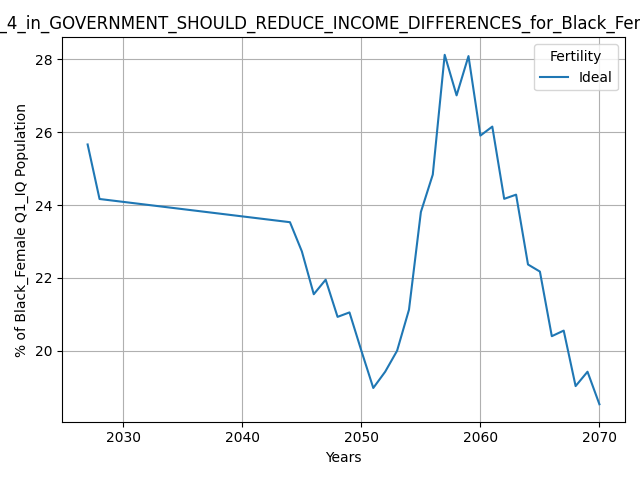 _4_in_GOVERNMENT_SHOULD_REDUCE_INCOME_DIFFERENCES_for_Black_Fer
Fertility
Ideal
% of Black_Female Q1_IQ Population
28
26
24
22
20
2030 2040 2050 2060 2070
Years